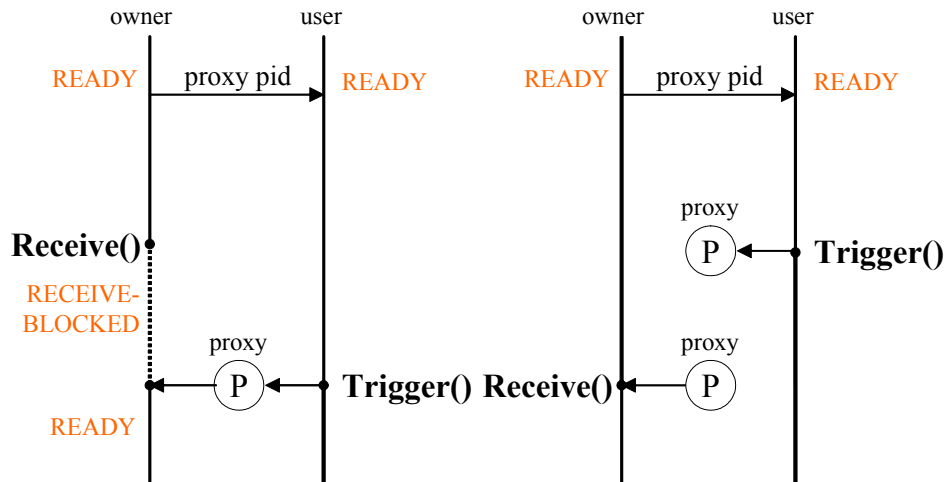 owner
user
READY
proxy pid
READY
Receive()
RECEIVE-
BLOCKED
proxy
P
Trigger()
READY
owner
user
READY
proxy pid
READY
proxy
P
Trigger()
proxy
Receive()
P